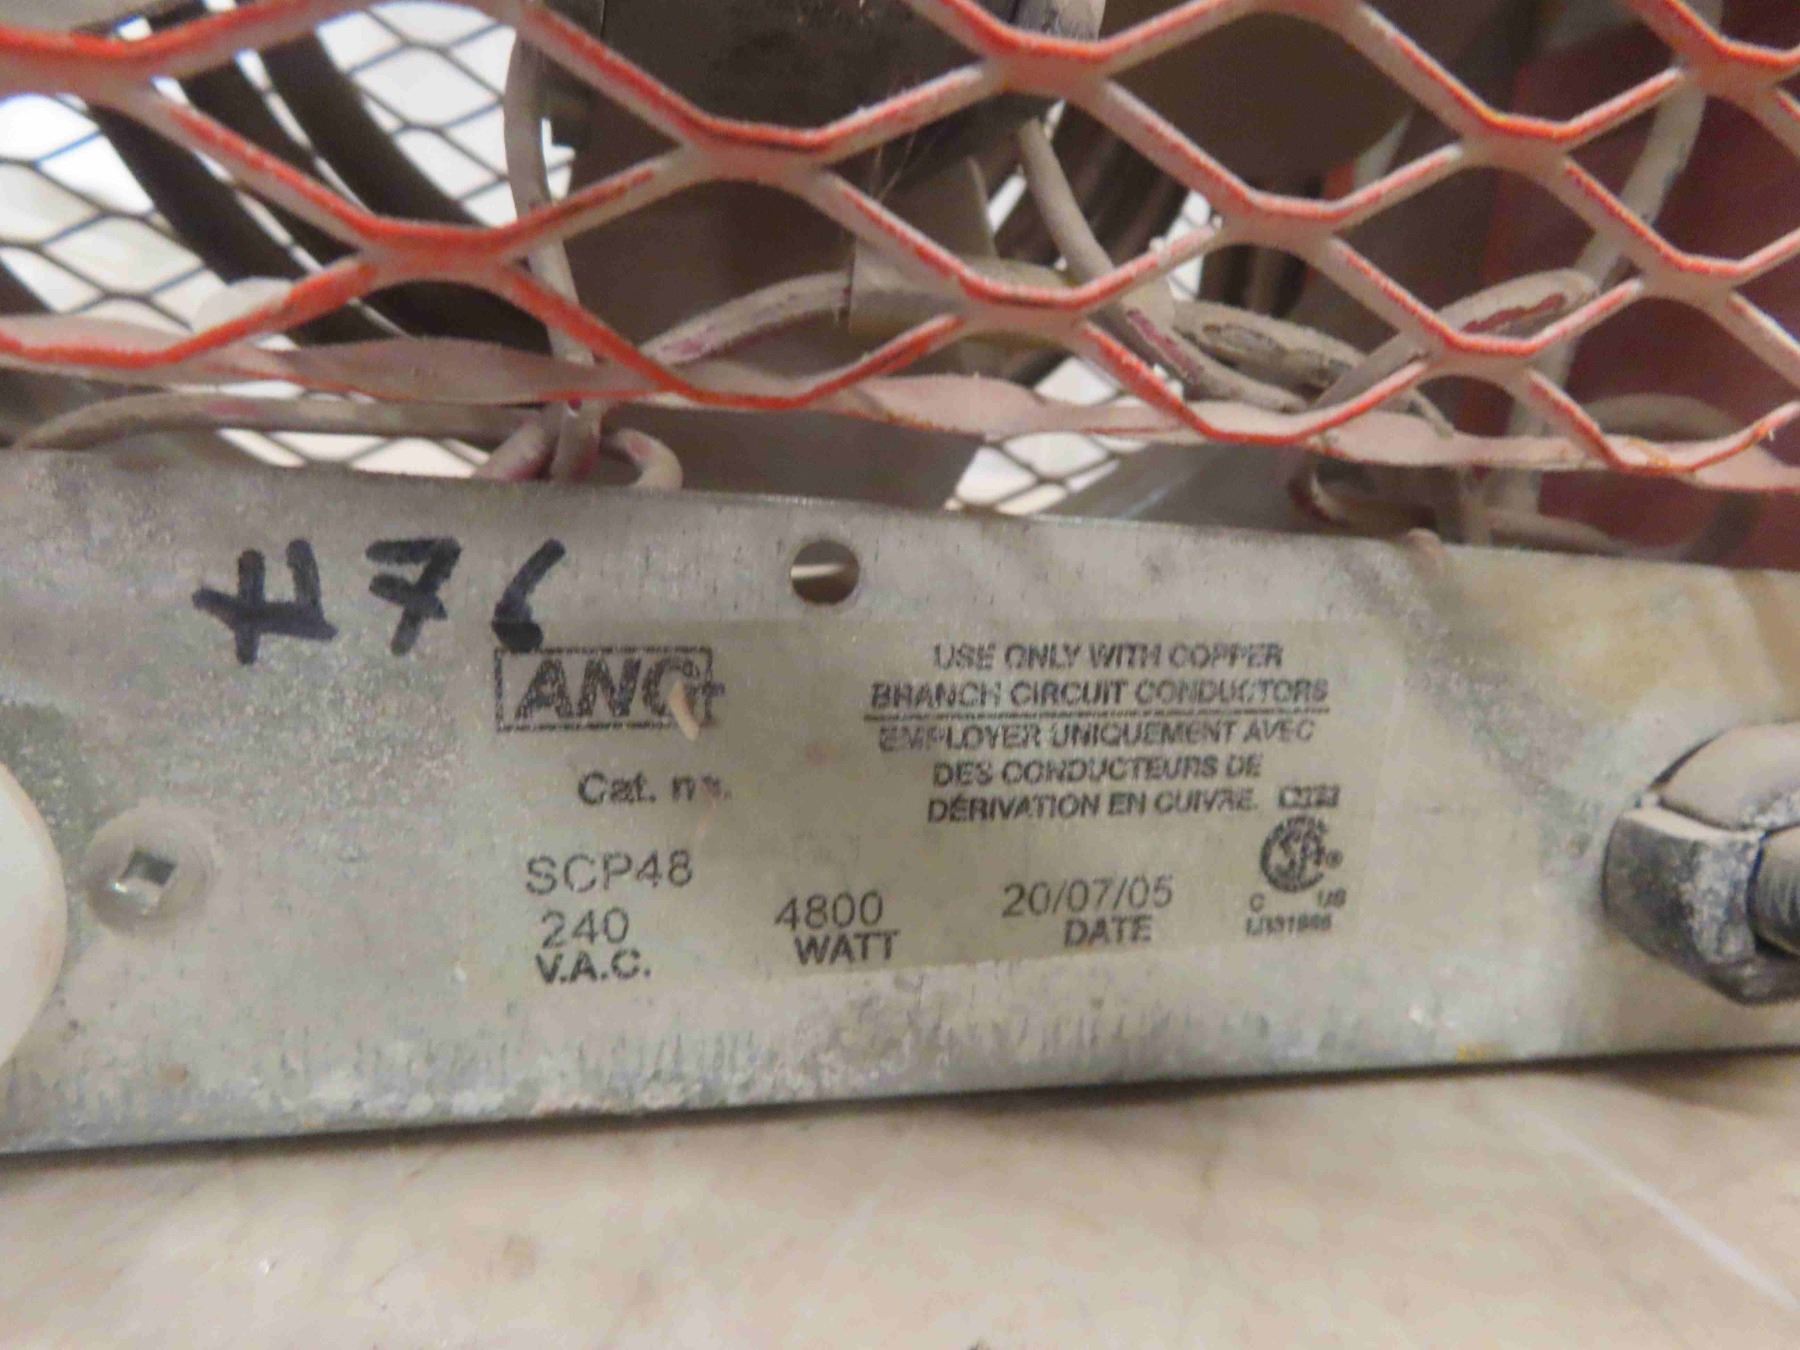 #76
USE ONLY WITH COPPER
BRANCH CIRCUIT CONDUCTORS
EMPLOYER UNIQUEMENT AVEC
DES CONDUCTEURS DE
DÉRIVATION EN CUIVRE.
Cat. no.
SCP48
240
V.A.C.
4800
WATT
20/07/05
DATE
C
US